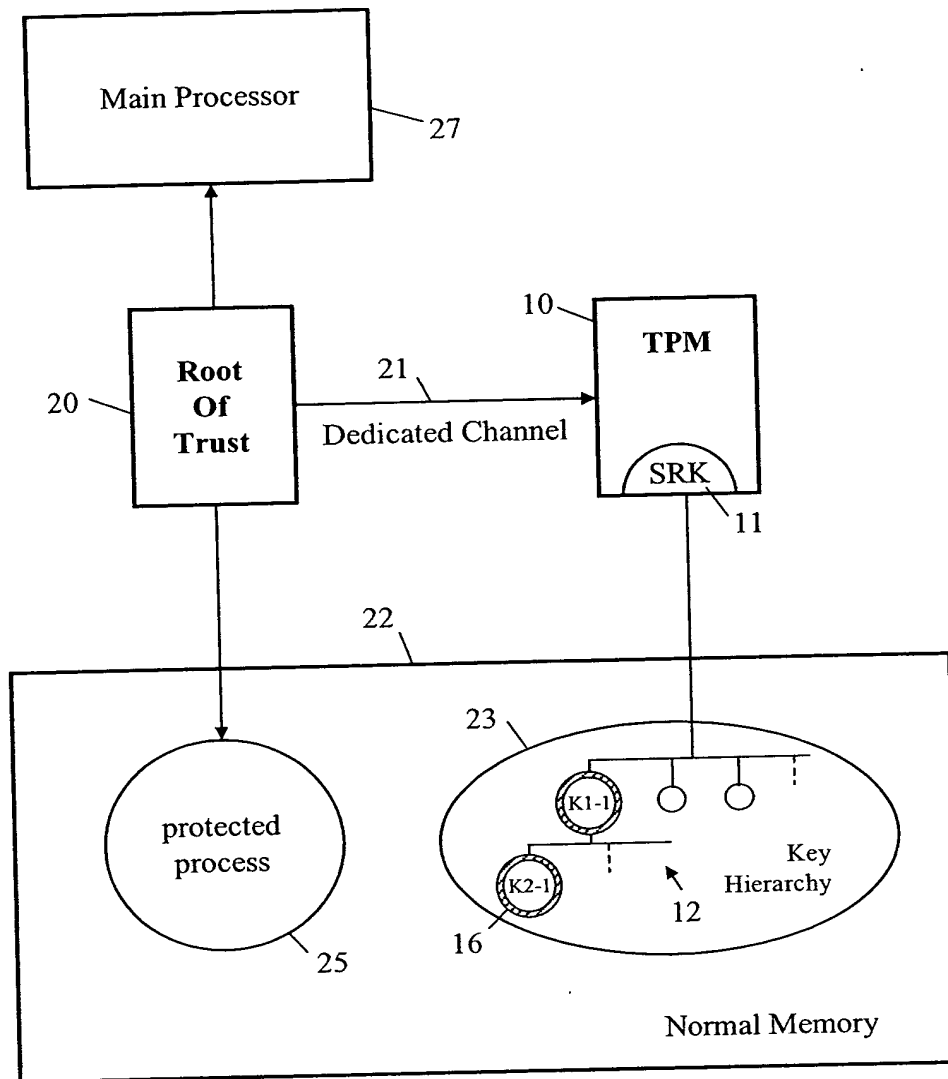 Main Processor
27
10
TPM
Root
Of
Trust
20
21
Dedicated Channel
SRK
11
22
23
K1-1
protected
process
Key
Hierarchy
K2-1
12
16
25
Normal Memory